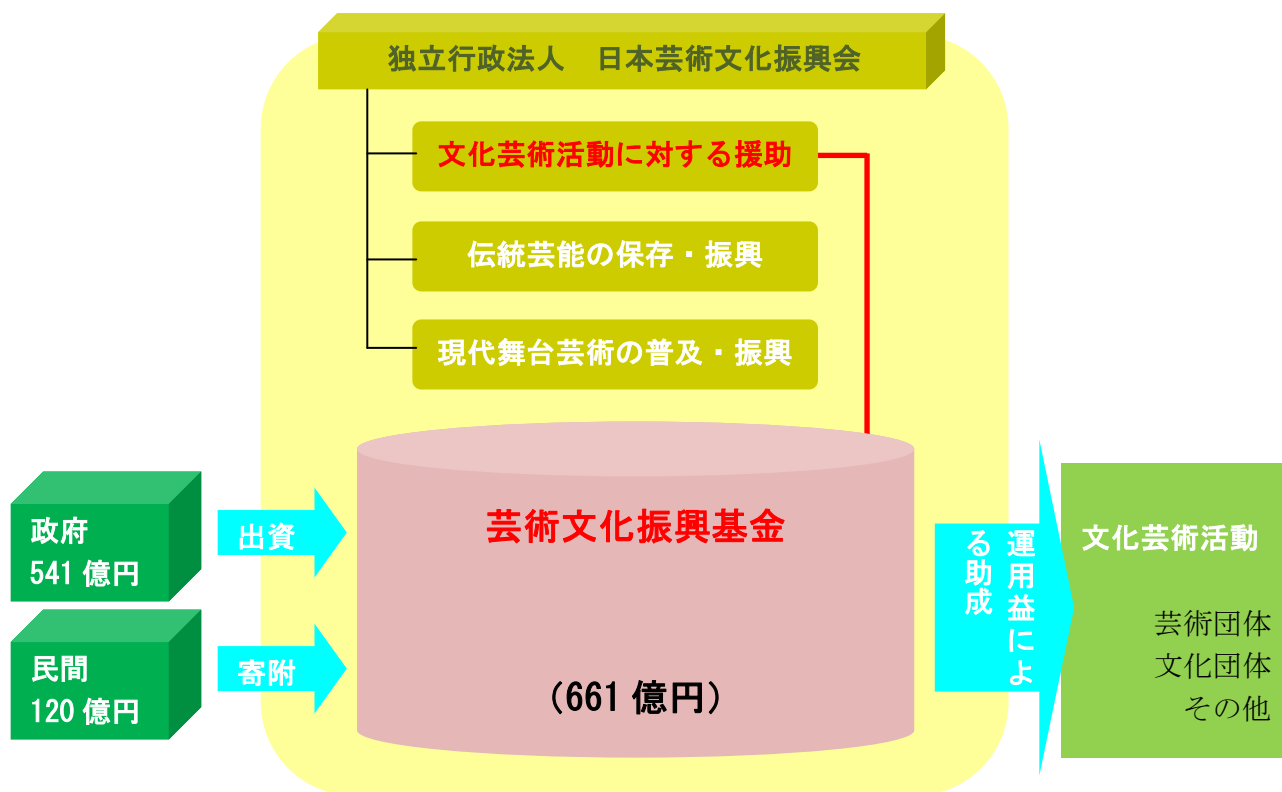 独立行政法人　日本芸術文化振興会
文化芸術活動に対する援助
伝統芸能の保存・振興
現代舞台芸術の普及・振興
政府
541 億円
出資
民間
120 億円
寄附
芸術文化振興基金
（661 億円）
運用益によ
る助成
文化芸術活動
芸術団体
文化団体
その他